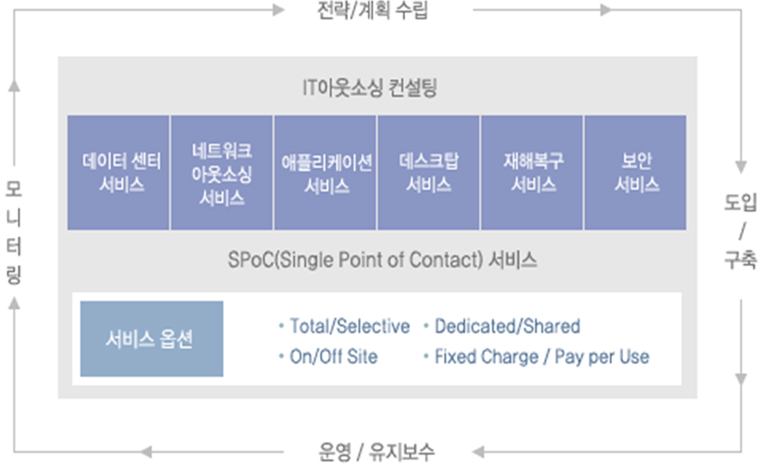 전략/계획 수립
IT아웃소싱 컨설팅
데이터 센터
서비스
네트워크
아웃소싱
서비스
애플리케이션
서비스
데스크탑
서비스
재해복구
서비스
보안
서비스
모
니
터
링
도입
/
구축
SPoC(Single Point of Contact) 서비스
서비스 옵션
• Total/Selective • Dedicated/Shared
• On/Off Site • Fixed Charge / Pay per Use
운영 / 유지보수